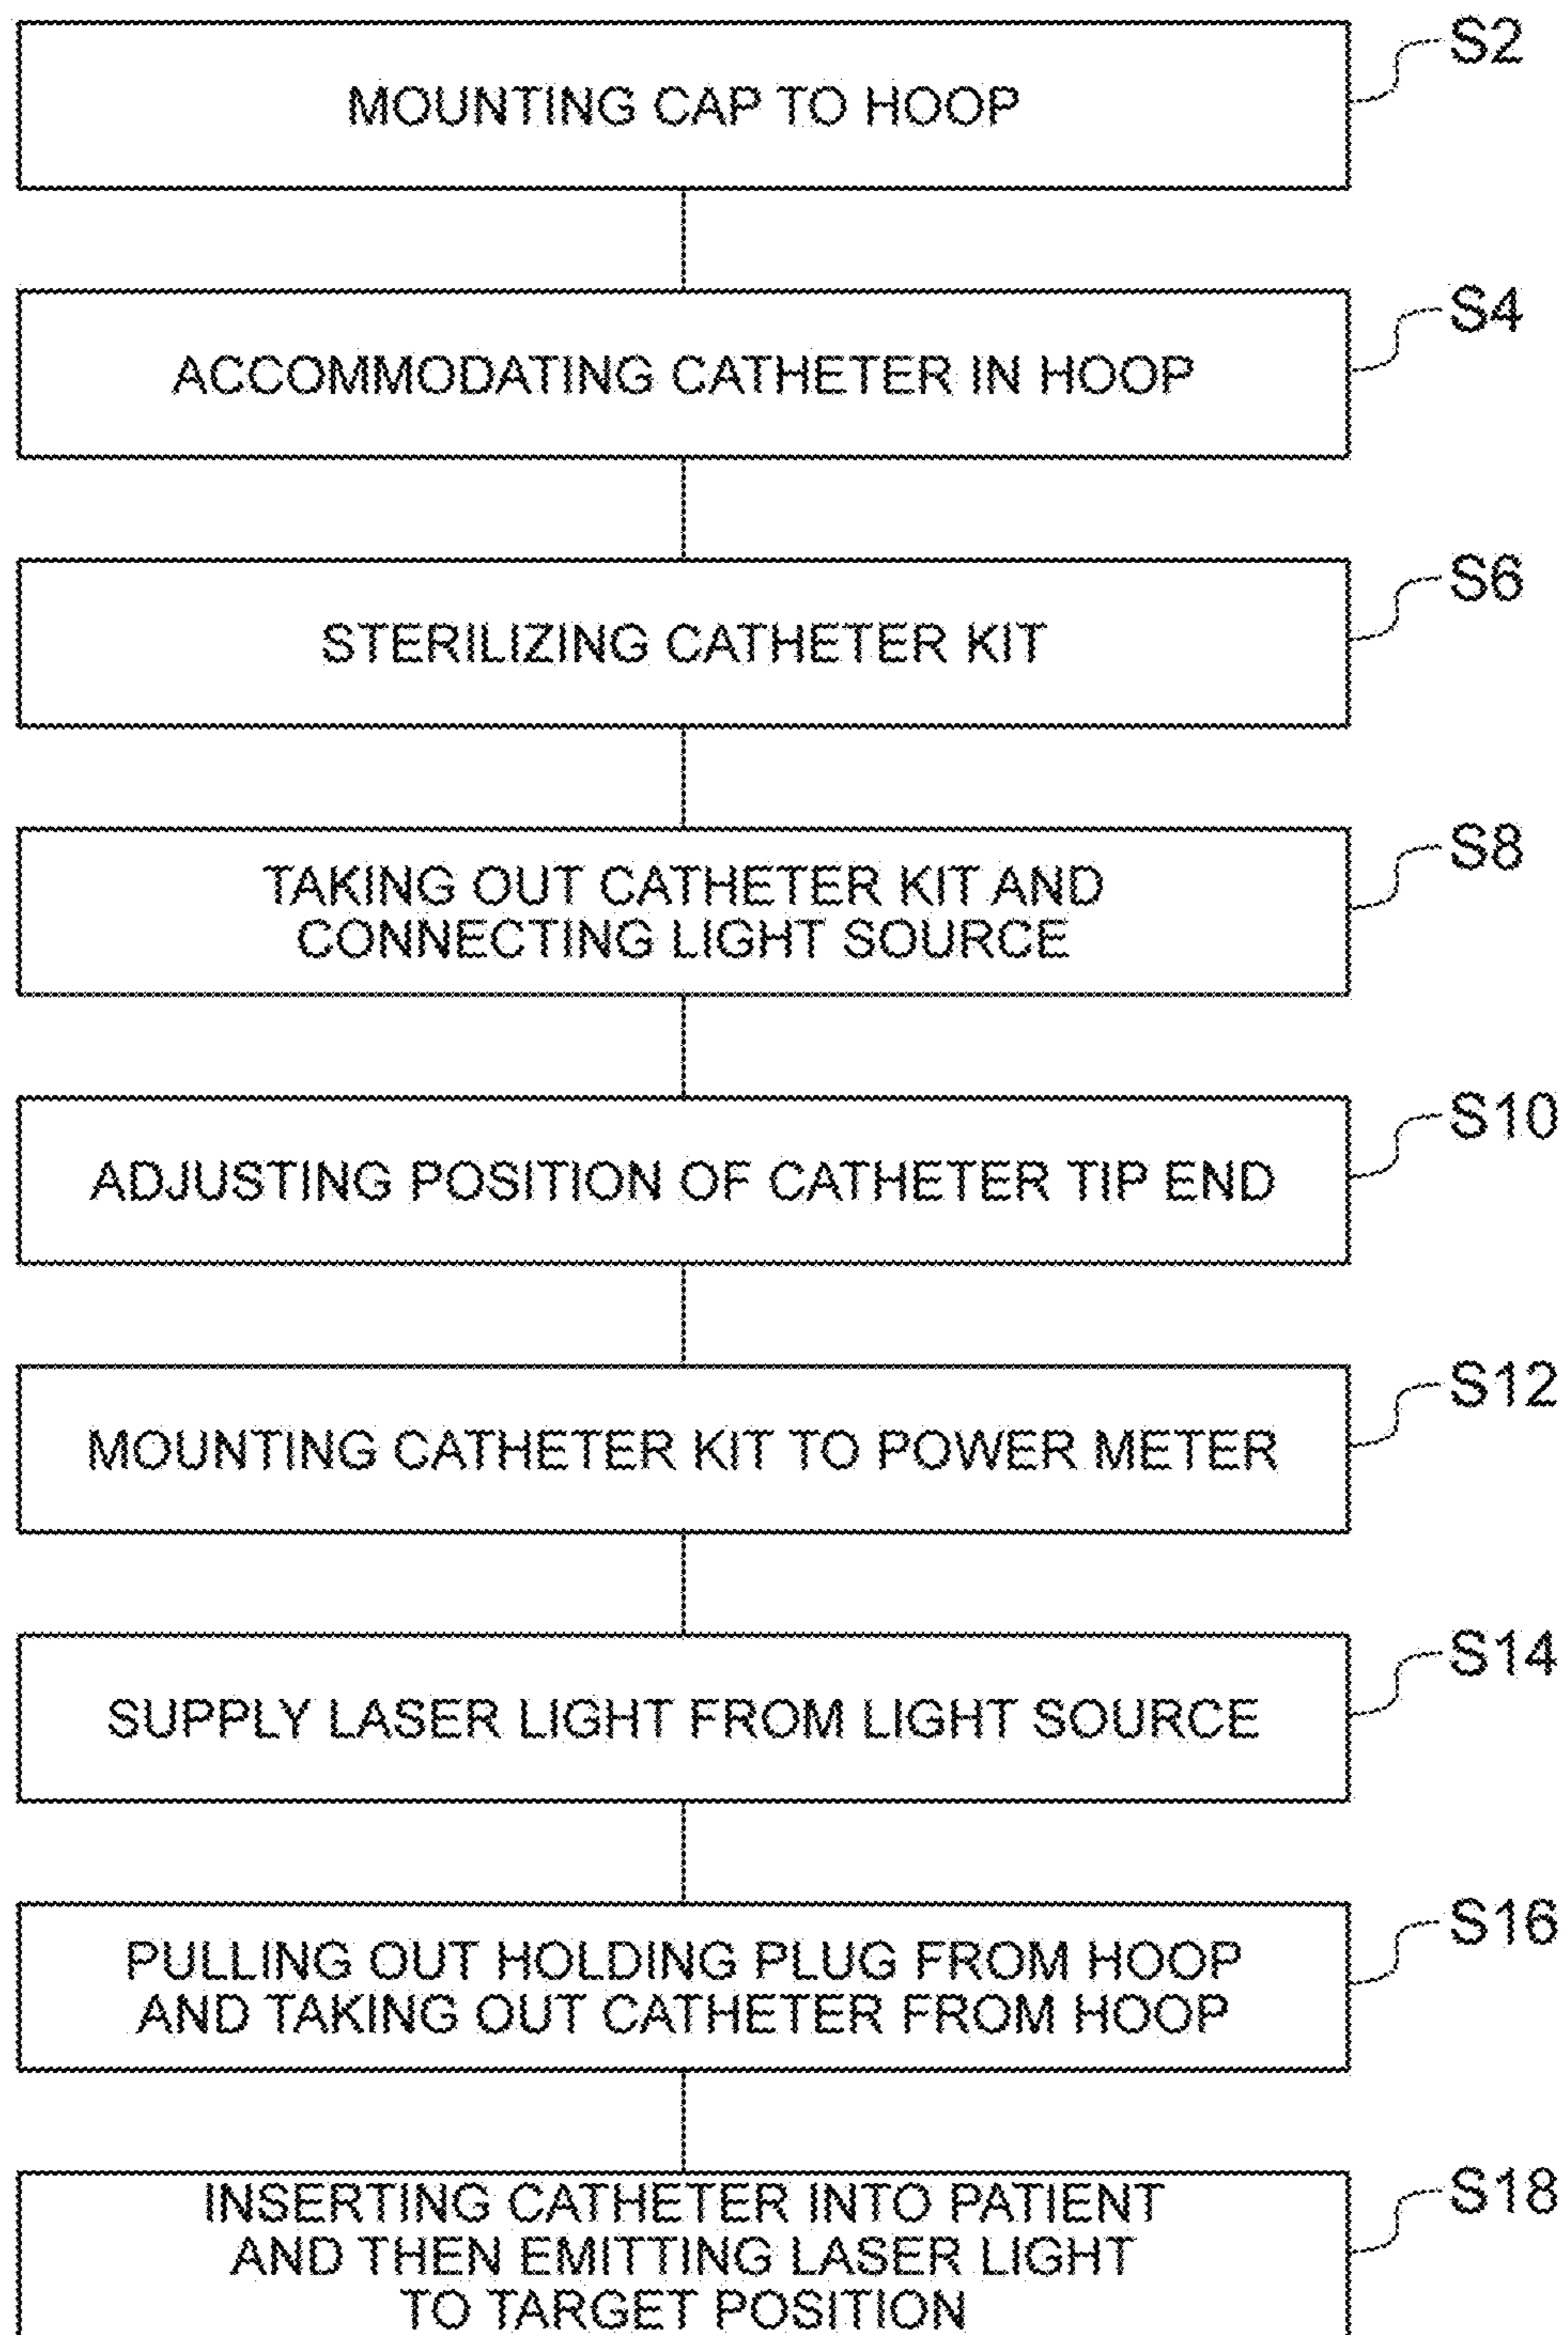 MOUNTING CAP TO HOOP
S2
ACCOMMODATING CATHETER IN HOOP
S4
STERILIZING CATHETER KIT
S6
TAKING OUT CATHETER KIT AND
CONNECTING LIGHT SOURCE
S8
ADJUSTING POSITION OF CATHETER TIP END
S10
MOUNTING CATHETER KIT TO POWER METER
S12
SUPPLY LASER LIGHT FROM LIGHT SOURCE
S14
PULLING OUT HOLDING PLUG FROM HOOP
AND TAKING OUT CATHETER FROM HOOP
S16
INSERTING CATHETER INTO PATIENT
AND THEN EMITTING LASER LIGHT
TO TARGET POSITION
S18